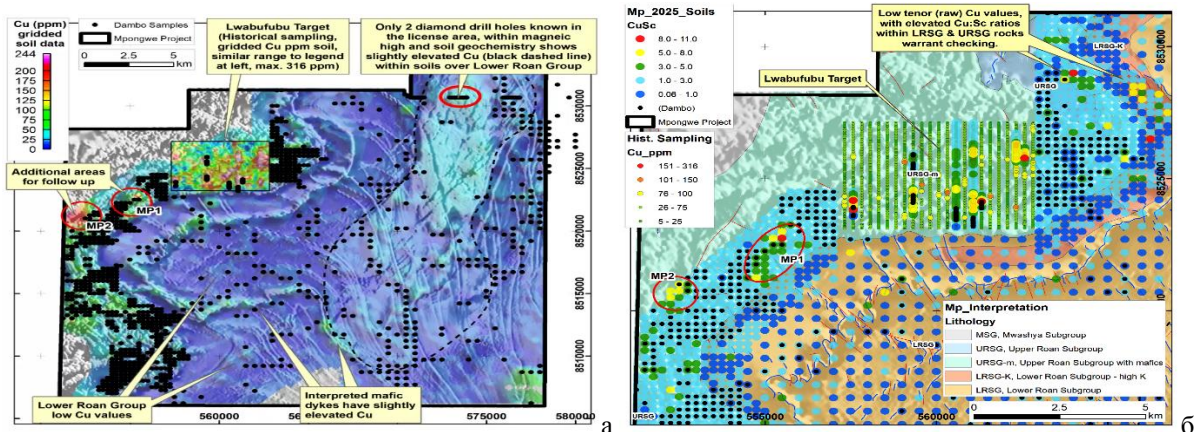 Cu (ppm)
gridded
soil data
244
225
200
175
150
125
100
75
50
25
0
Dambo Samples
Mpongwe Project
0 2.5 5
km
Lwabufubu Target
(Historical sampling,
gridded Cu ppm soil,
similar range to legend
at left, max. 316 ppm)
Only 2 diamond drill holes known in
the license area, within magneic
high and soil geochemistry shows
slightly elevated Cu (black dashed line)
within soils over Lower Roan Group
Additional areas
for follow up
MP1
MP2
8530000
8525000
8520000
8515000
8510000
Lower Roan Group
low Cu values
Interpreted mafic
dykes have slightly
elevated Cu
560000
575000
580000
а
Mp_2025_Soils
CuSc
8.0 - 11.0
5.0 - 8.0
3.0 - 5.0
1.0 - 3.0
0.06 - 1.0
(Dambo)
Mpongwe Project
Hist. Sampling
Cu_ppm
151 - 316
101 - 150
76 - 100
26 - 75
5 - 25
Low tenor (raw) Cu values,
with elevated Cu:Sc ratios
within LRSG & URSG rocks
warrant checking.
LRSG-K
URSG
Lwabufubu Target
URSG-m
8530000
8525000
MP1
MP2
Mp_Interpretation
Lithology
MSG, Mwashya Subgroup
URSG, Upper Roan Subgroup
URSG-m, Upper Roan Subgroup with mafics
LRSG-K, Lower Roan Subgroup - high K
LRSG, Lower Roan Subgroup
URSG
555000
560000
0 2.5 5
km
б